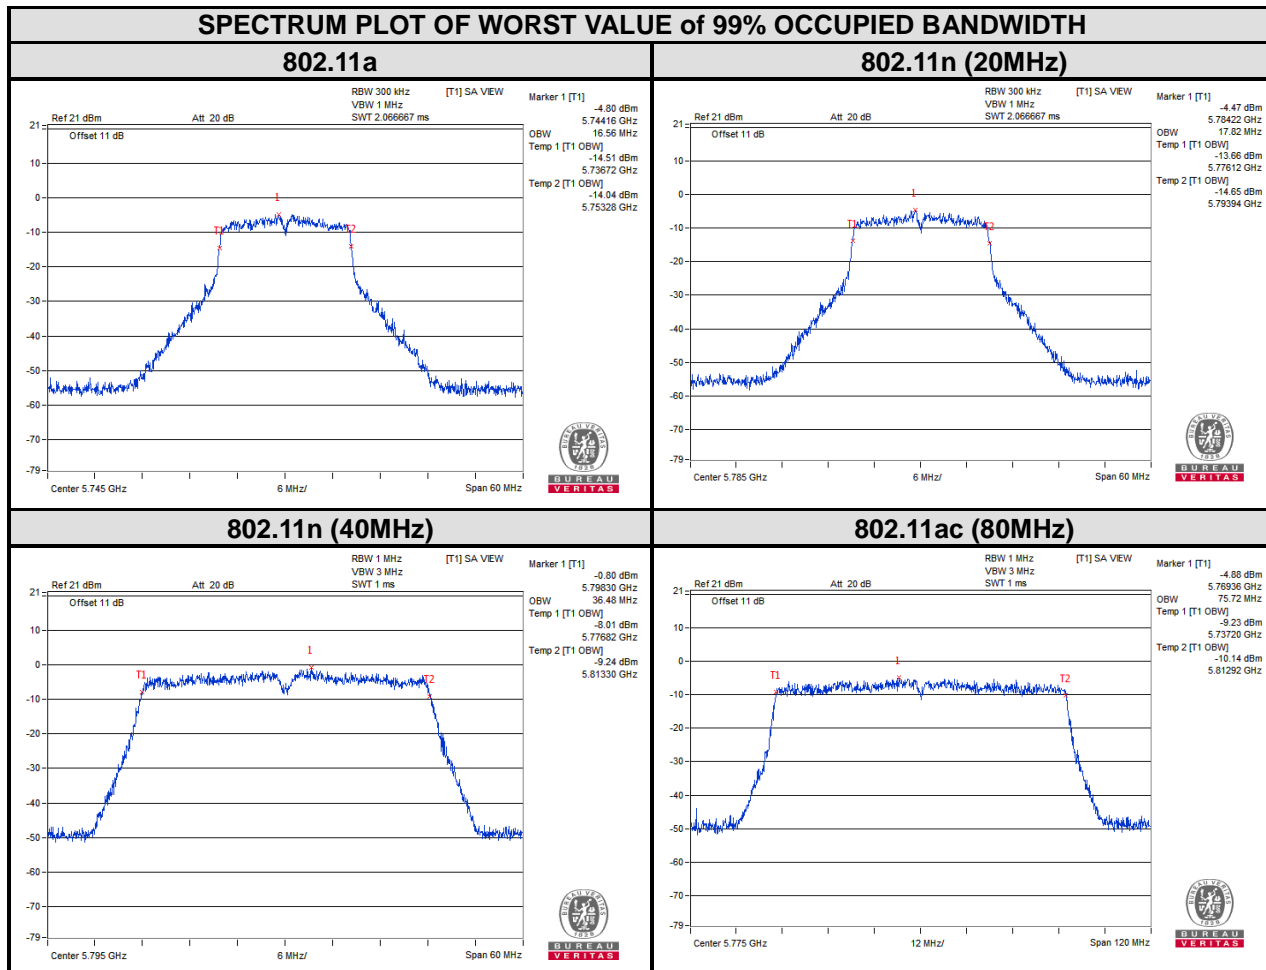 SPECTRUM PLOT OF WORST VALUE of 99% OCCUPIED BANDWIDTH
802.11a
802.11n (20MHz)
RBW 300 kHz
[T1] SA VIEW
VBW 1 MHz
Ref 21 dBm
Att 20 dB
SWT 2.066667 ms
Offset 11 dB
Marker 1 [T1]
-4.80 dBm
5.74416 GHz
OBW 16.56 MHz
Temp 1 [T1 OBW]
-14.51 dBm
5.73672 GHz
Temp 2 [T1 OBW]
-14.04 dBm
5.75328 GHz
21
10
0
-10
-20
-30
-40
-50
-60
-70
-79
1
T1
T2
Center 5.745 GHz
6 MHz/
Span 60 MHz
BUREAU VERITAS
1828
BUREAU
VERITAS
RBW 300 kHz
[T1] SA VIEW
VBW 1 MHz
Ref 21 dBm
Att 20 dB
SWT 2.066667 ms
Offset 11 dB
Marker 1 [T1]
-4.47 dBm
5.78422 GHz
OBW 17.82 MHz
Temp 1 [T1 OBW]
-13.66 dBm
5.77612 GHz
Temp 2 [T1 OBW]
-14.65 dBm
5.79394 GHz
21
10
0
-10
-20
-30
-40
-50
-60
-70
-79
1
T1
T2
Center 5.785 GHz
6 MHz/
Span 60 MHz
BUREAU VERITAS
1828
BUREAU
VERITAS
802.11n (40MHz)
802.11ac (80MHz)
RBW 1 MHz
[T1] SA VIEW
VBW 3 MHz
Ref 21 dBm
Att 20 dB
SWT 1 ms
Offset 11 dB
Marker 1 [T1]
-0.80 dBm
5.79830 GHz
OBW 36.48 MHz
Temp 1 [T1 OBW]
-8.01 dBm
5.77682 GHz
Temp 2 [T1 OBW]
-9.24 dBm
5.81330 GHz
21
10
0
-10
-20
-30
-40
-50
-60
-70
-79
1
T1
T2
Center 5.795 GHz
6 MHz/
Span 60 MHz
BUREAU VERITAS
1828
BUREAU
VERITAS
RBW 1 MHz
[T1] SA VIEW
VBW 3 MHz
Ref 21 dBm
Att 20 dB
SWT 1 ms
Offset 11 dB
Marker 1 [T1]
-4.88 dBm
5.76936 GHz
OBW 75.72 MHz
Temp 1 [T1 OBW]
-9.23 dBm
5.73720 GHz
Temp 2 [T1 OBW]
-10.14 dBm
5.81292 GHz
21
10
0
-10
-20
-30
-40
-50
-60
-70
-79
1
T1
T2
Center 5.775 GHz
12 MHz/
Span 120 MHz
BUREAU VERITAS
1828
BUREAU
VERITAS